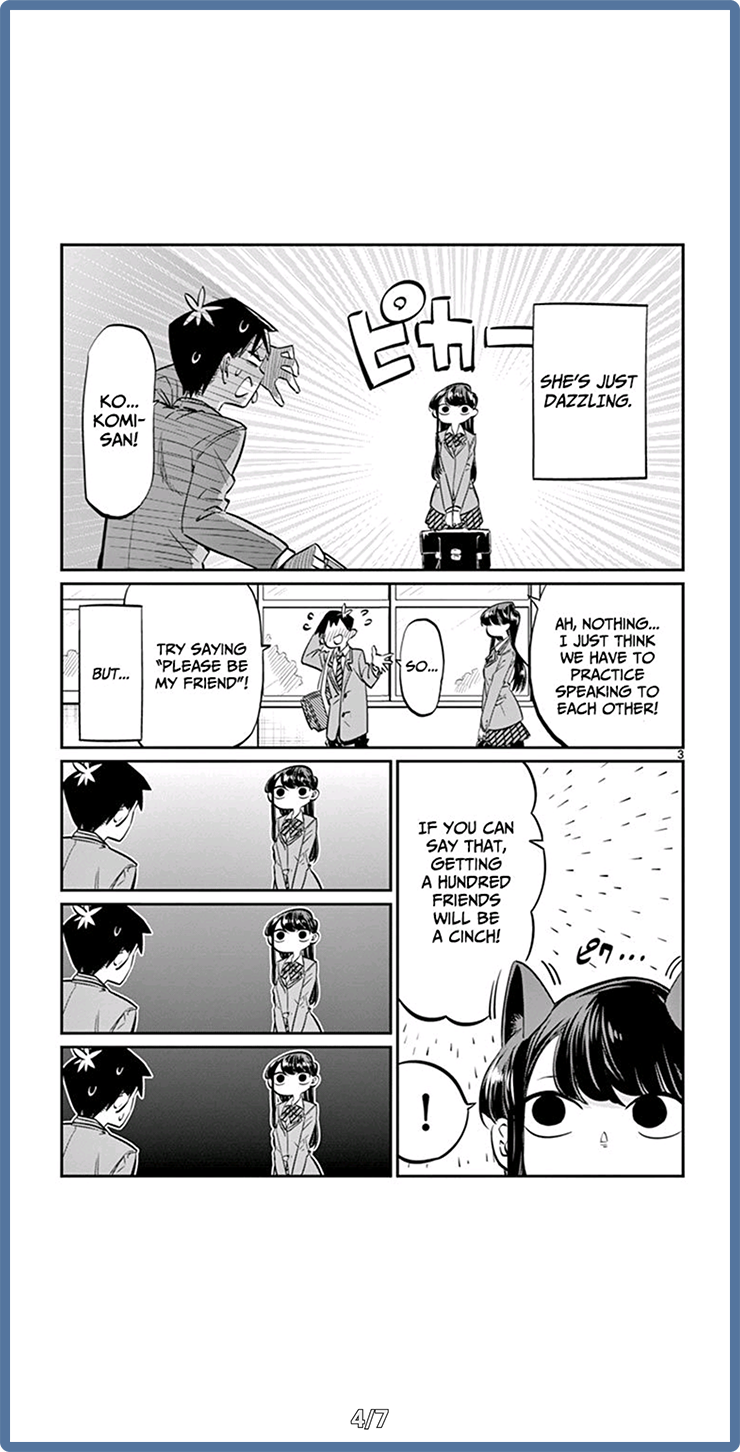 SHE'S JUST
DAZZLING.
ピカー
KO...
KOMI-
SAN!
AH, NOTHING...
I JUST THINK
WE HAVE TO
PRACTICE
SPEAKING TO
EACH OTHER!
SO...
TRY SAYING
"PLEASE BE
MY FRIEND"!
BUT...
3
IF YOU CAN
SAY THAT,
GETTING
A HUNDRED
FRIENDS
WILL BE
A CINCH!
ピク...
!
4/7